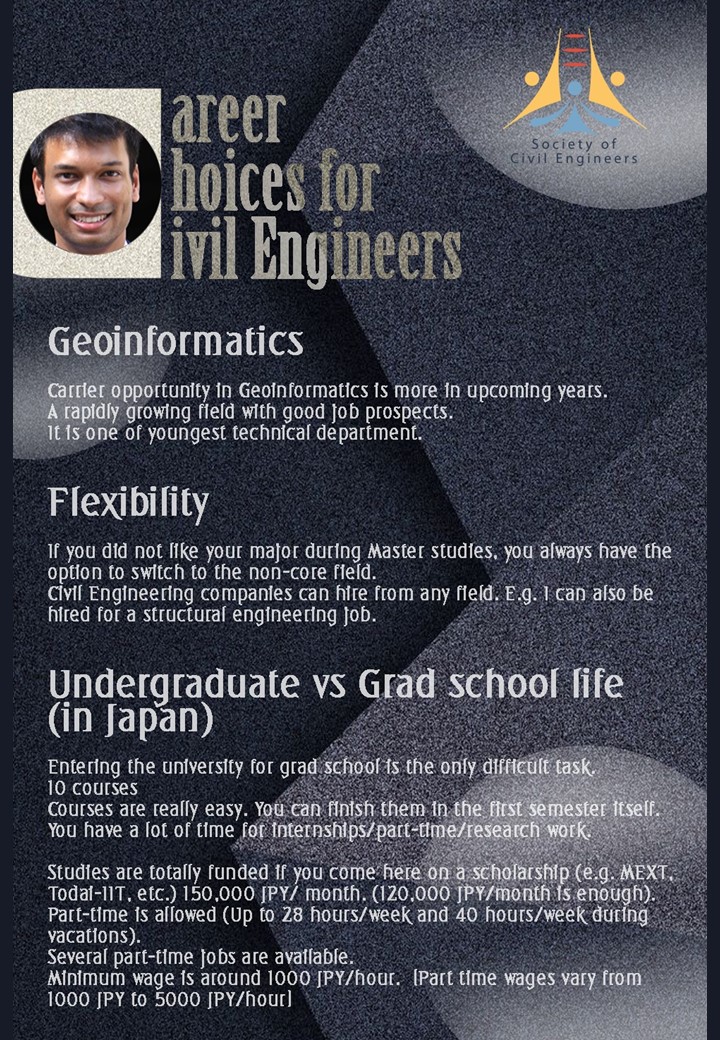 Society of
Civil Engineers
Career
Choices for
Civil Engineers
Geoinformatics
Carrier opportunity in Geoinformatics is more in upcoming years.
A rapidly growing field with good job prospects.
It is one of youngest technical department.
Flexibility
If you did not like your major during Master studies, you always have the
option to switch to the non-core field.
Civil Engineering companies can hire from any field. E.g. I can also be
hired for a structural engineering job.
Undergraduate vs Grad school life
(in Japan)
Entering the university for grad school is the only difficult task.
10 courses
Courses are really easy. You can finish them in the first semester itself.
You have a lot of time for internships/part-time/research work.
Studies are totally funded if you come here on a scholarship (e.g. MEXT,
Todai-IIT, etc.) 150,000 JPY/ month. (120,000 JPY/month is enough).
Part-time is allowed (Up to 28 hours/week and 40 hours/week during
vacations).
Several part-time jobs are available.
Minimum wage is around 1000 JPY/hour. [Part time wages vary from
1000 JPY to 5000 JPY/hour]